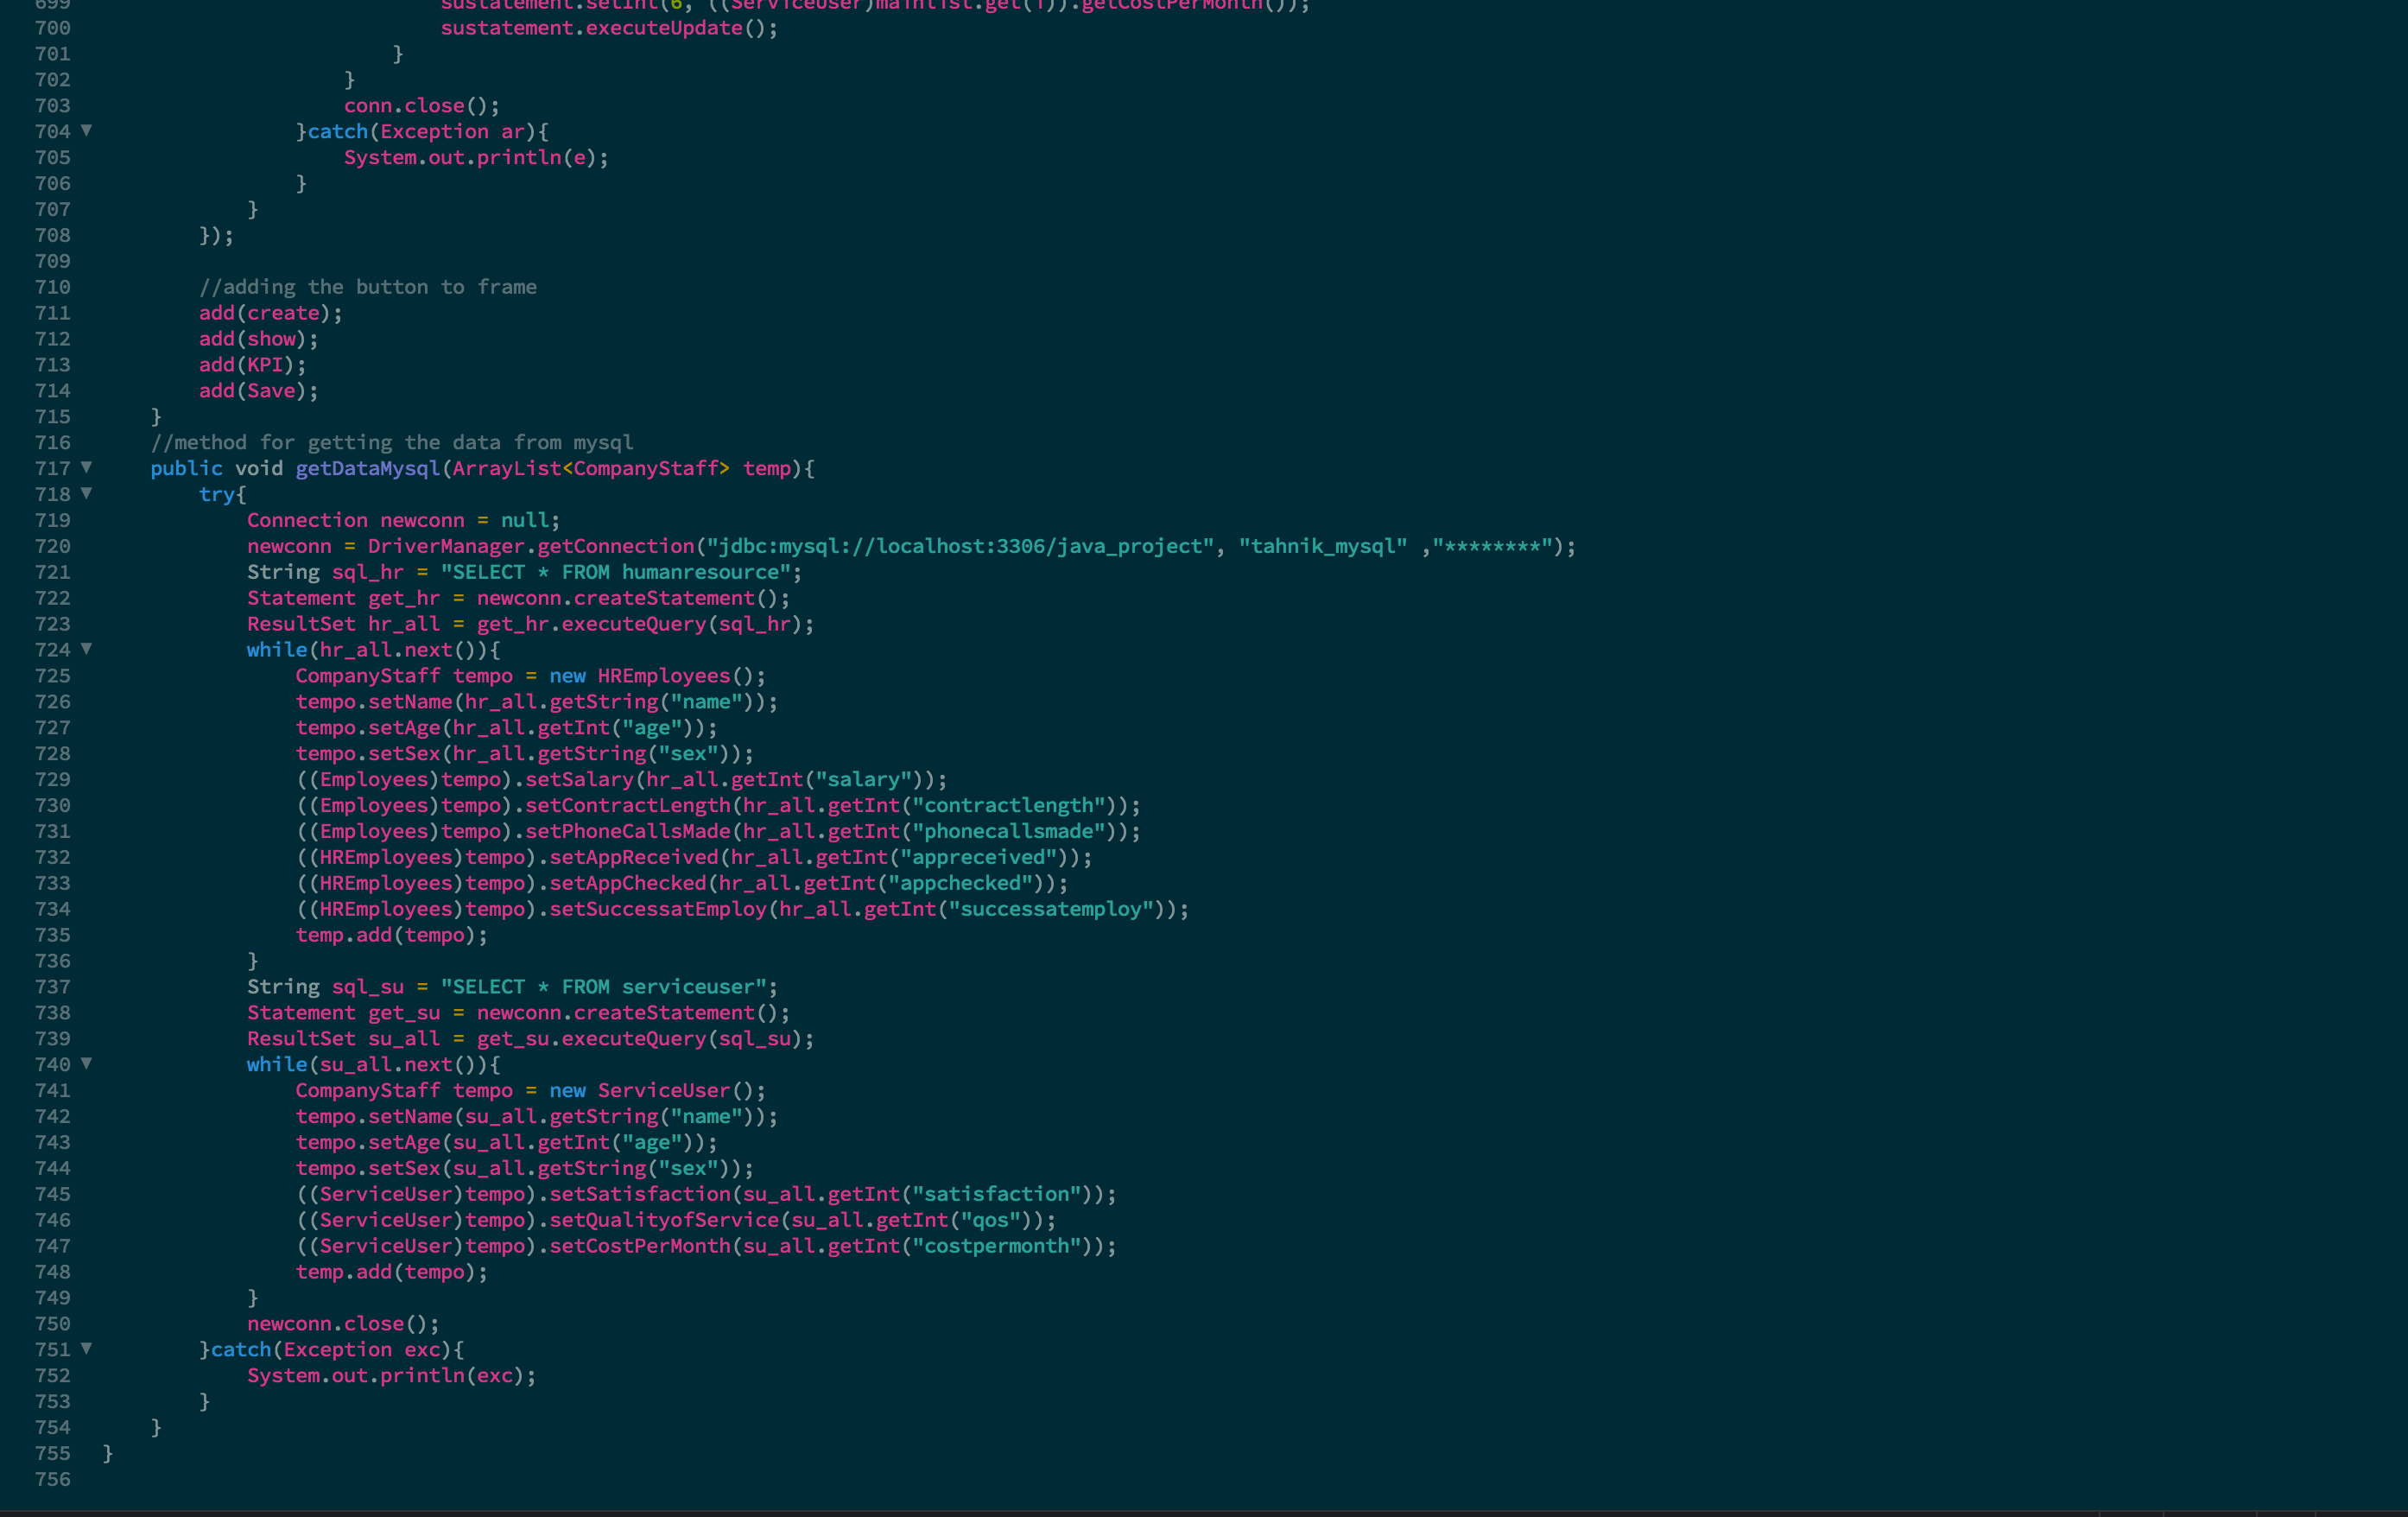 699                               sustatement.setInt(6, ((ServiceUser)mainlist.get(i)).getCostPerMonth());
700                               sustatement.executeUpdate();
701                           }
702                       }
703                       conn.close();
704 ▼                 }catch(Exception ar){
705                       System.out.println(e);
706                   }
707               }
708           });
709
710           //adding the button to frame
711           add(create);
712           add(show);
713           add(KPI);
714           add(Save);
715       }
716       //method for getting the data from mysql
717 ▼     public void getDataMysql(ArrayList<CompanyStaff> temp){
718 ▼         try{
719               Connection newconn = null;
720               newconn = DriverManager.getConnection("jdbc:mysql://localhost:3306/java_project", "tahnik_mysql" ,"********");
721               String sql_hr = "SELECT * FROM humanresource";
722               Statement get_hr = newconn.createStatement();
723               ResultSet hr_all = get_hr.executeQuery(sql_hr);
724 ▼             while(hr_all.next()){
725                   CompanyStaff tempo = new HREmployees();
726                   tempo.setName(hr_all.getString("name"));
727                   tempo.setAge(hr_all.getInt("age"));
728                   tempo.setSex(hr_all.getString("sex"));
729                   ((Employees)tempo).setSalary(hr_all.getInt("salary"));
730                   ((Employees)tempo).setContractLength(hr_all.getInt("contractlength"));
731                   ((Employees)tempo).setPhoneCallsMade(hr_all.getInt("phonecallsmade"));
732                   ((HREmployees)tempo).setAppReceived(hr_all.getInt("appreceived"));
733                   ((HREmployees)tempo).setAppChecked(hr_all.getInt("appchecked"));
734                   ((HREmployees)tempo).setSuccessatEmploy(hr_all.getInt("successatemploy"));
735                   temp.add(tempo);
736               }
737               String sql_su = "SELECT * FROM serviceuser";
738               Statement get_su = newconn.createStatement();
739               ResultSet su_all = get_su.executeQuery(sql_su);
740 ▼             while(su_all.next()){
741                   CompanyStaff tempo = new ServiceUser();
742                   tempo.setName(su_all.getString("name"));
743                   tempo.setAge(su_all.getInt("age"));
744                   tempo.setSex(su_all.getString("sex"));
745                   ((ServiceUser)tempo).setSatisfaction(su_all.getInt("satisfaction"));
746                   ((ServiceUser)tempo).setQualityofService(su_all.getInt("qos"));
747                   ((ServiceUser)tempo).setCostPerMonth(su_all.getInt("costpermonth"));
748                   temp.add(tempo);
749               }
750               newconn.close();
751 ▼         }catch(Exception exc){
752               System.out.println(exc);
753           }
754       }
755   }
756